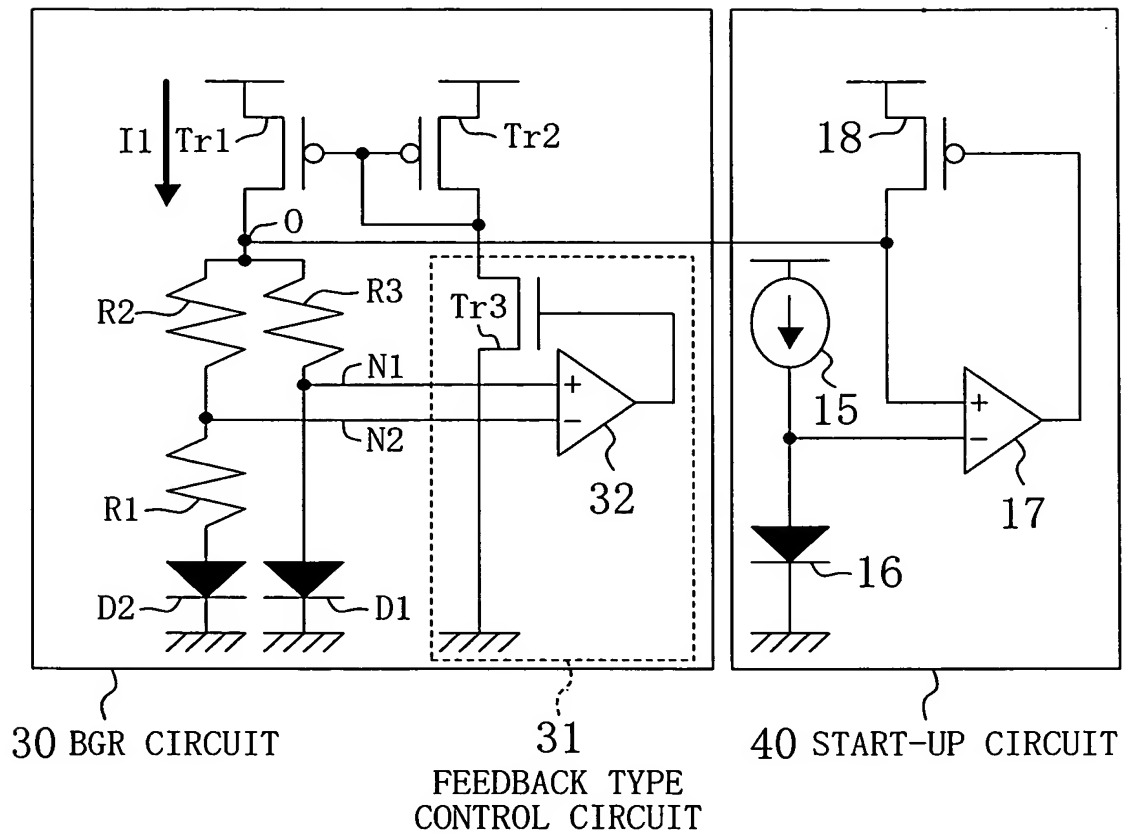 I1
Tr1
Tr2
18
O
R2
R3
Tr3
N1
+
15
+
N2
−
−
R1
32
17
D2
D1
16
30 BGR CIRCUIT
31
FEEDBACK TYPE
CONTROL CIRCUIT
40 START-UP CIRCUIT